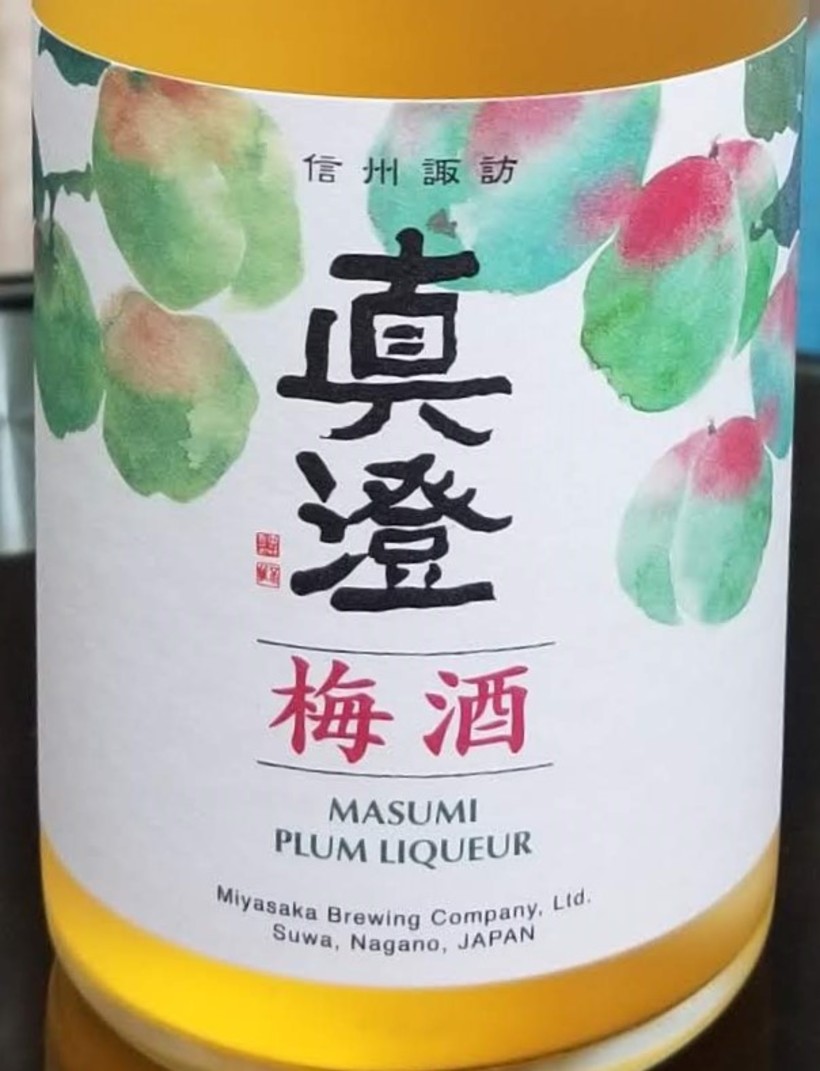 信州諏訪
真澄
梅酒
MASUMI
PLUM LIQUEUR
Miyasaka Brewing Company, Ltd.
Suwa, Nagano, JAPAN